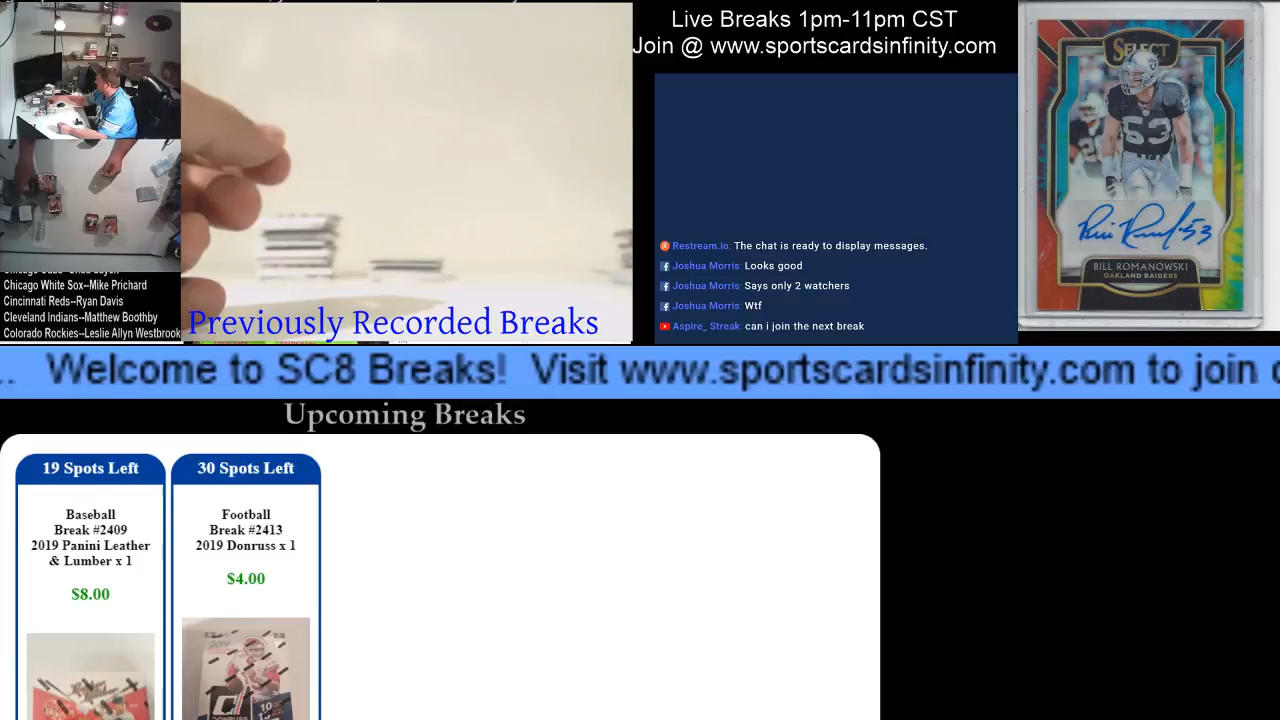 Live Breaks 1pm-11pm CST
Join @ www.sportscardsinfinity.com
Chicago White Sox--Mike Prichard
Cincinnati Reds--Ryan Davis
Cleveland Indians--Matthew Boothby
Colorado Rockies--Leslie Allyn Westbrook
Previously Recorded Breaks
Restream.io: The chat is ready to display messages.
Joshua Morris: Looks good
Joshua Morris: Says only 2 watchers
Joshua Morris: Wtf
Aspire_ Streak: can i join the next break
SELECT
53
BILL ROMANOWSKI
OAKLAND RAIDERS
.. Welcome to SC8 Breaks! Visit www.sportscardsinfinity.com to join
Upcoming Breaks
19 Spots Left
Baseball
Break #2409
2019 Panini Leather
& Lumber x 1
$8.00
30 Spots Left
Football
Break #2413
2019 Donruss x 1
$4.00
DONRUSS
10